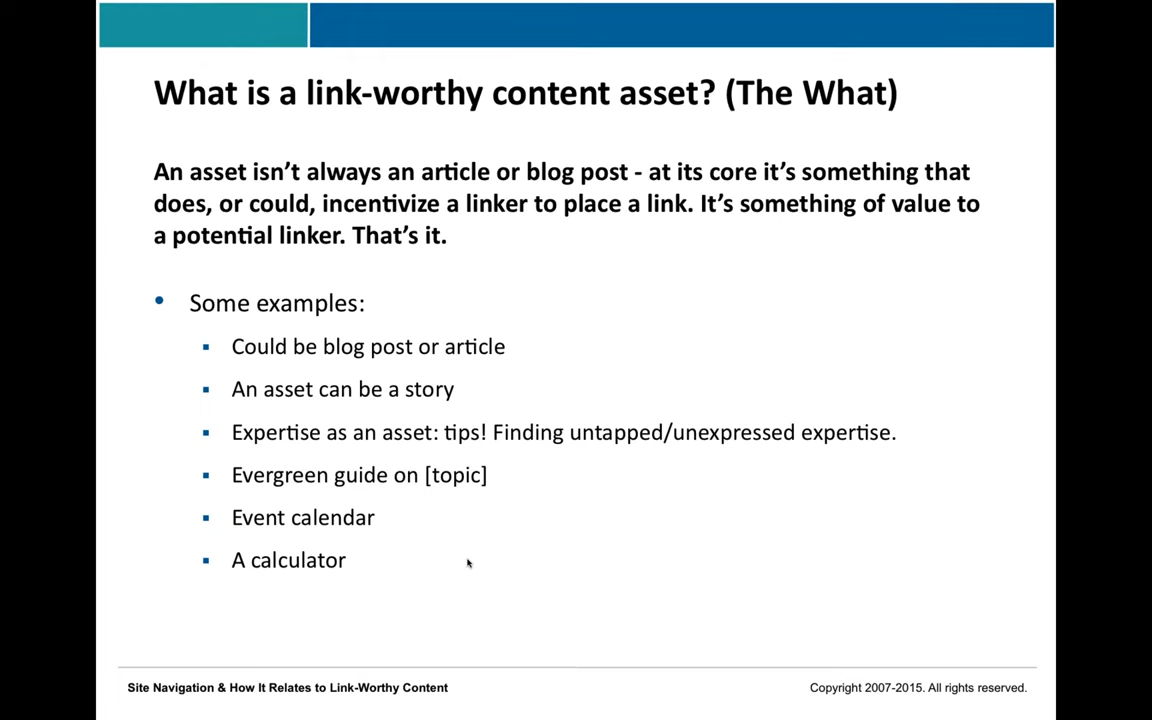 What is a link-worthy content asset? (The What)
An asset isn’t always an article or blog post - at its core it’s something that
does, or could, incentivize a linker to place a link. It’s something of value to
a potential linker. That’s it.
• Some examples:
▪ Could be blog post or article
▪ An asset can be a story
▪ Expertise as an asset: tips! Finding untapped/unexpressed expertise.
▪ Evergreen guide on [topic]
▪ Event calendar
▪ A calculator
Site Navigation & How It Relates to Link-Worthy Content
Copyright 2007-2015. All rights reserved.